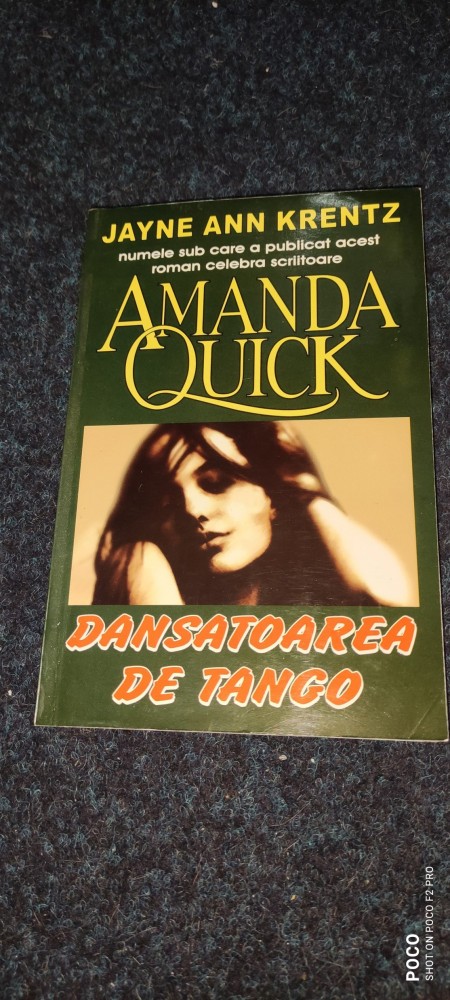 JAYNE ANN KRENTZ
numele sub care a publicat acest
roman celebra scriitoare
AMANDA
QUICK
DANSATOAREA
DE TANGO
POCO
SHOT ON POCO F2 PRO